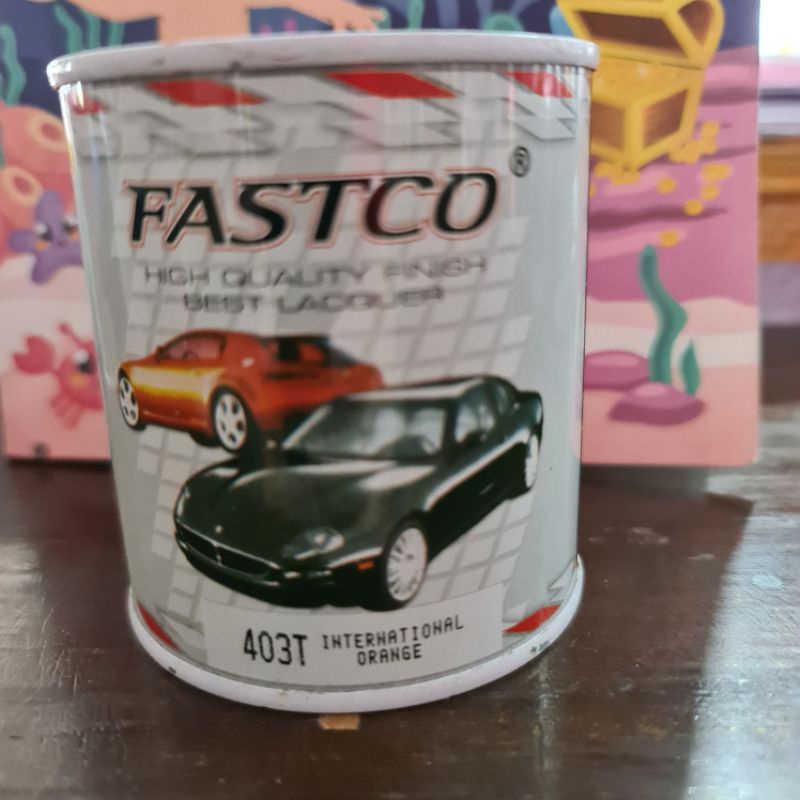 FASTCO®
HIGH QUALITY FINISH
BEST LACQUER
403T INTERNATIONAL
ORANGE